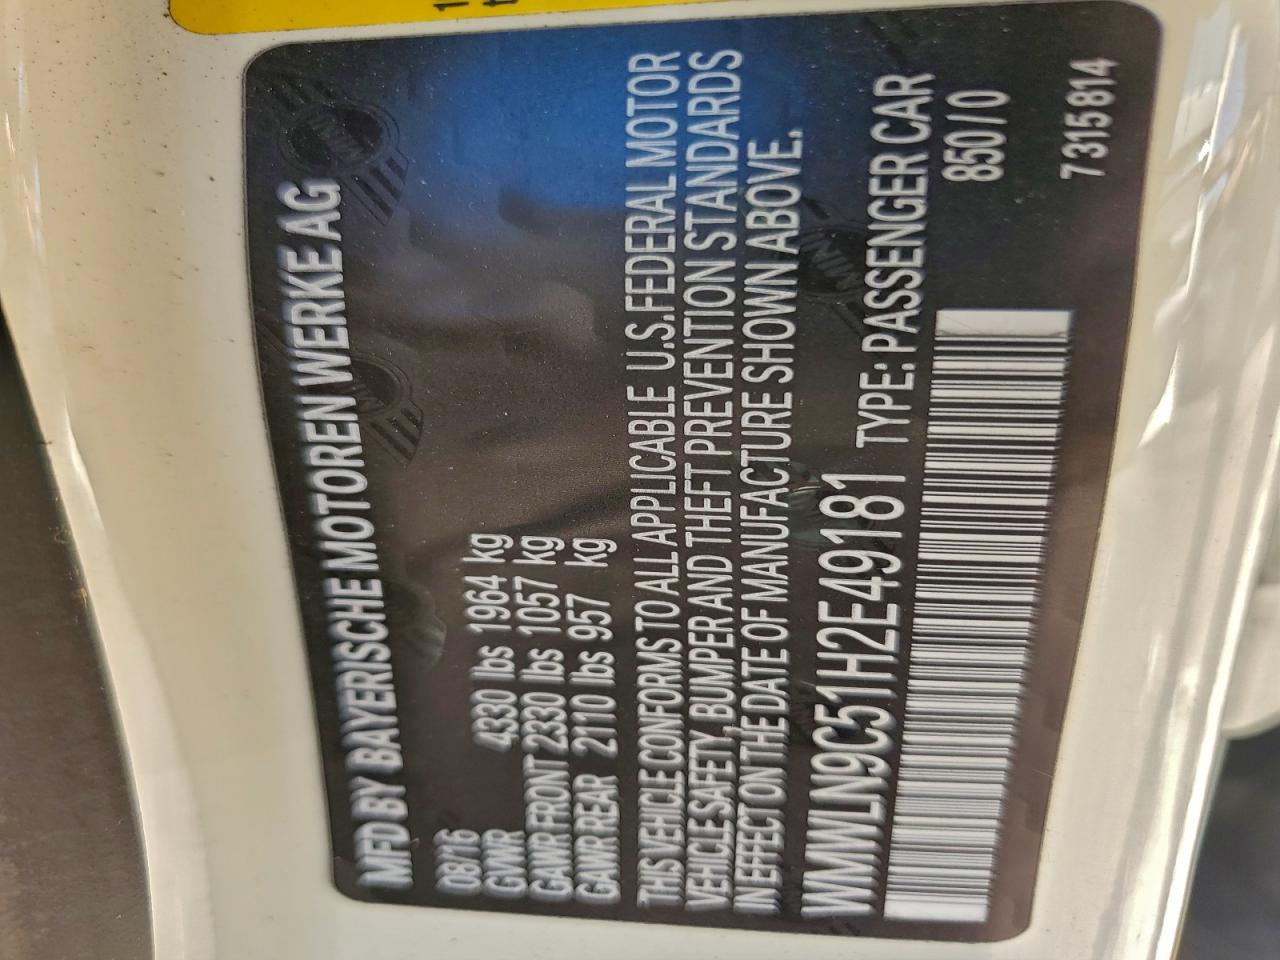 MFD BY BAYERISCHE MOTOREN WERKE AG
08/16
GVWR 4330 lbs 1964 kg
GAWR FRONT 2330 lbs 1057 kg
GAWR REAR 2110 lbs 957 kg
THIS VEHICLE CONFORMS TO ALL APPLICABLE U.S.FEDERAL MOTOR
VEHICLE SAFETY, BUMPER AND THEFT PREVENTION STANDARDS
IN EFFECT ON THE DATE OF MANUFACTURE SHOWN ABOVE.
WMWLN9C51H2E49181 TYPE: PASSENGER CAR
850 / 0
7315814